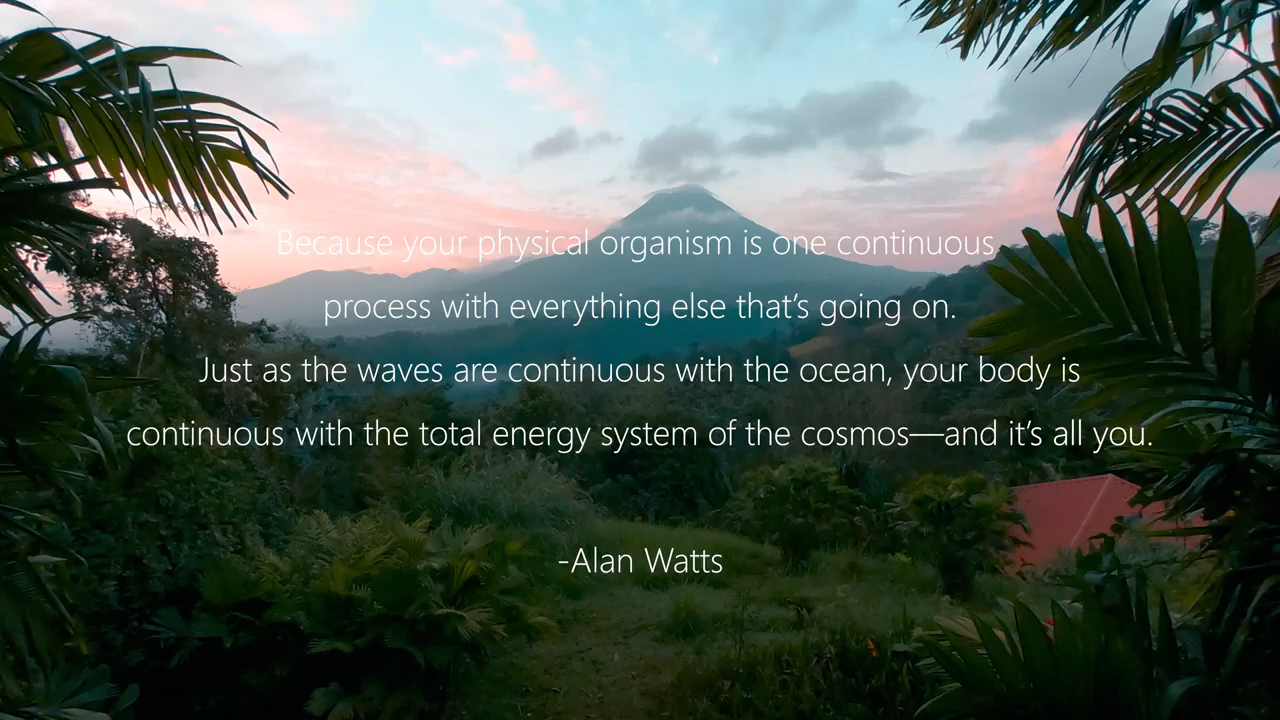 Because your physical organism is one continuous
process with everything else that’s going on.
Just as the waves are continuous with the ocean, your body is
continuous with the total energy system of the cosmos—and it’s all you.
-Alan Watts